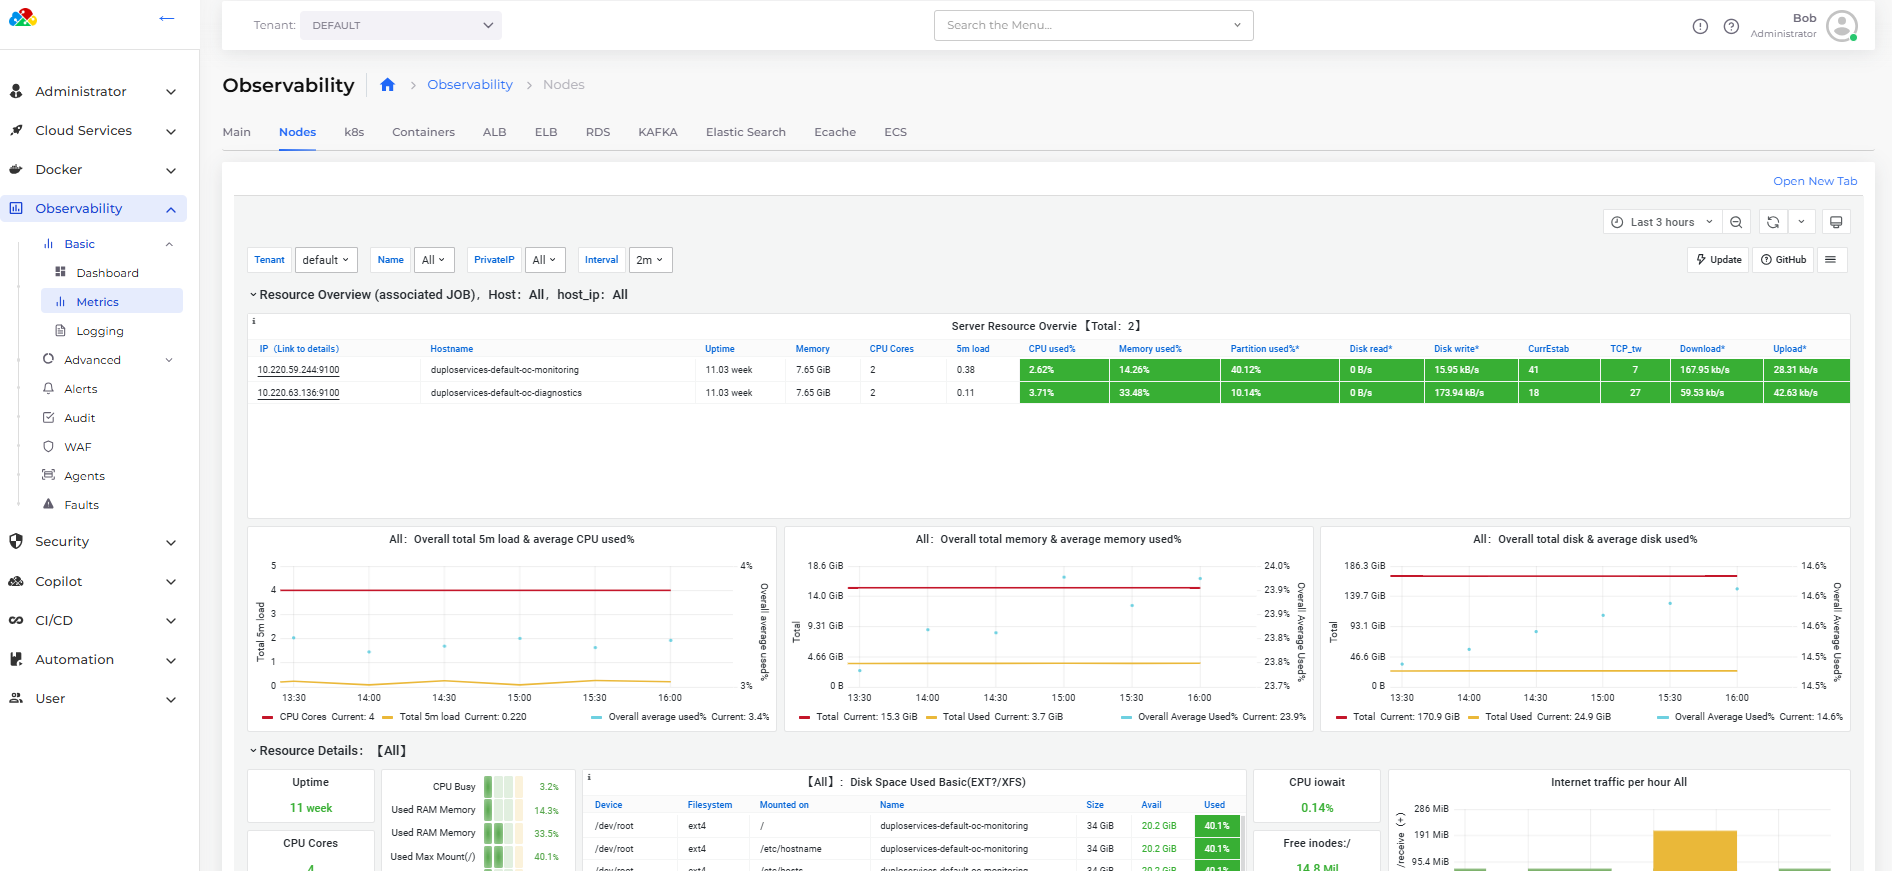 Tenant: DEFAULT
Search the Menu...
Bob
Administrator
Administrator
Cloud Services
Docker
Observability
Basic
Dashboard
Metrics
Logging
Advanced
Alerts
Audit
WAF
Agents
Faults
Security
Copilot
CI/CD
Automation
User
Observability Observability Nodes
Main Nodes k8s Containers ALB ELB RDS KAFKA Elastic Search Ecache ECS
Open New Tab
Last 3 hours
Tenant default Name All PrivateIP All Interval 2m
Update GitHub
Resource Overview (associated JOB), Host: All, host_ip: All
Server Resource Overvie 【Total: 2】
IP (Link to details) Hostname Uptime Memory CPU Cores 5m load CPU used% Memory used% Partition used%* Disk read* Disk write* CurrEstab TCP_tw Download* Upload*
10.220.59.244:9100 duploservices-default-oc-monitoring 11.03 week 7.65 GiB 2 0.38 2.62% 14.26% 40.12% 0 B/s 15.95 kB/s 41 7 167.95 kb/s 28.31 kb/s
10.220.63.136:9100 duploservices-default-oc-diagnostics 11.03 week 7.65 GiB 2 0.11 3.71% 33.48% 10.14% 0 B/s 173.94 kB/s 18 27 59.53 kb/s 42.63 kb/s
All: Overall total 5m load & average CPU used%
Total 5m load
5
4
3
2
1
0
4%
3%
Overall average used%
13:30 14:00 14:30 15:00 15:30 16:00
CPU Cores Current: 4 Total 5m load Current: 0.220 Overall average used% Current: 3.4%
All: Overall total memory & average memory used%
Total
18.6 GiB
14.0 GiB
9.31 GiB
4.66 GiB
0 B
24.0%
23.9%
23.9%
23.8%
23.8%
23.7%
Overall Average Used%
13:30 14:00 14:30 15:00 15:30 16:00
Total Current: 15.3 GiB Total Used Current: 3.7 GiB Overall Average Used% Current: 23.9%
All: Overall total disk & average disk used%
Total
186.3 GiB
139.7 GiB
93.1 GiB
46.6 GiB
0 B
14.6%
14.6%
14.6%
14.5%
14.5%
Overall Average Used%
13:30 14:00 14:30 15:00 15:30 16:00
Total Current: 170.9 GiB Total Used Current: 24.9 GiB Overall Average Used% Current: 14.6%
Resource Details: 【All】
Uptime
11 week
CPU Cores
4
CPU Busy 3.2%
Used RAM Memory 14.3%
Used RAM Memory 33.5%
Used Max Mount(/) 40.1%
【All】: Disk Space Used Basic(EXT?/XFS)
Device Filesystem Mounted on Name Size Avail Used
/dev/root ext4 / duploservices-default-oc-monitoring 34 GiB 20.2 GiB 40.1%
/dev/root ext4 /etc/hostname duploservices-default-oc-monitoring 34 GiB 20.2 GiB 40.1%
/dev/root ext4 /etc/hosts duploservices-default-oc-monitoring 34 GiB 20.2 GiB 40.1%
CPU iowait
0.14%
Free inodes:/
14.8 Mil
Internet traffic per hour All
/receive (+)
286 MiB
191 MiB
95.4 MiB